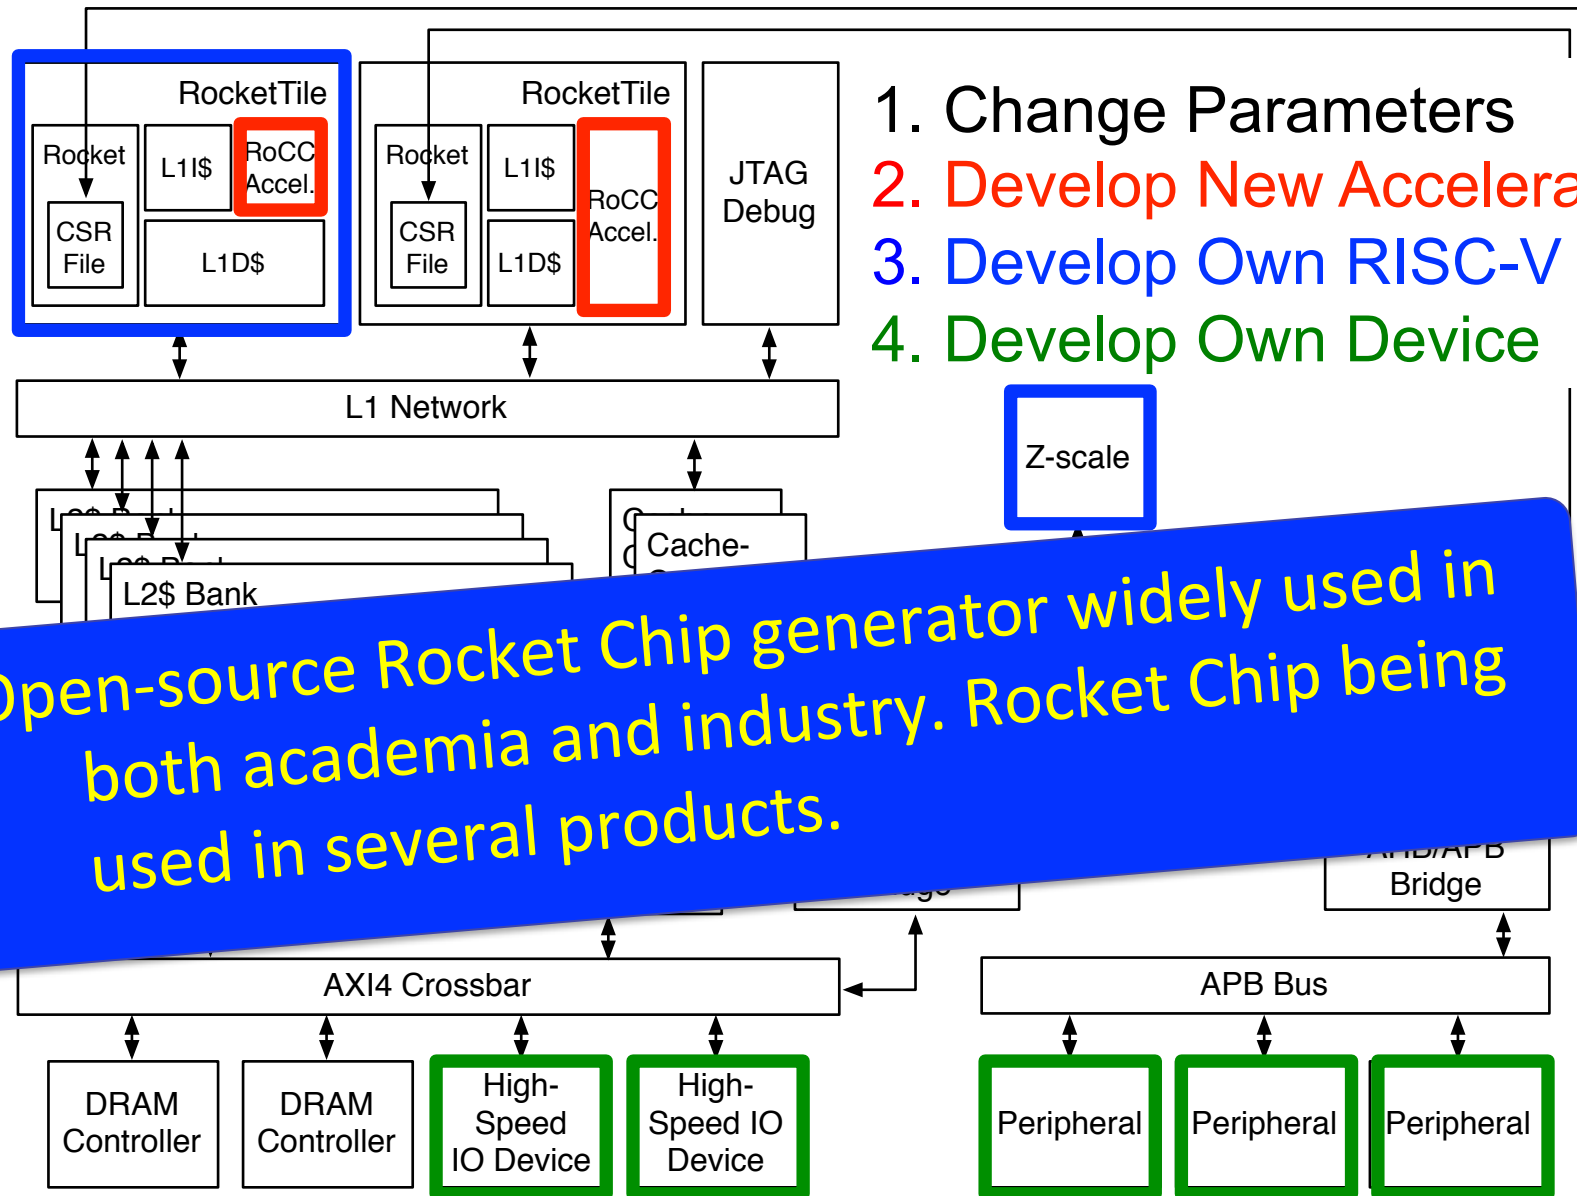 RocketTile
Rocket
CSR
File
L1I$
RoCC
Accel.
L1D$
RocketTile
Rocket
CSR
File
L1I$
L1D$
RoCC
Accel.
JTAG
Debug
1. Change Parameters
2. Develop New
3. Develop Own RISC-V
4. Develop Own Device
L1 Network
Z-scale
L2$ Bank
Cache-
Open-source Rocket Chip generator widely used in
both academia and industry. Rocket Chip being
used in several products.
AHB/APB
Bridge
AXI4 Crossbar
APB Bus
DRAM
Controller
DRAM
Controller
High-
Speed
IO Device
High-
Speed IO
Device
Peripheral
Peripheral
Peripheral